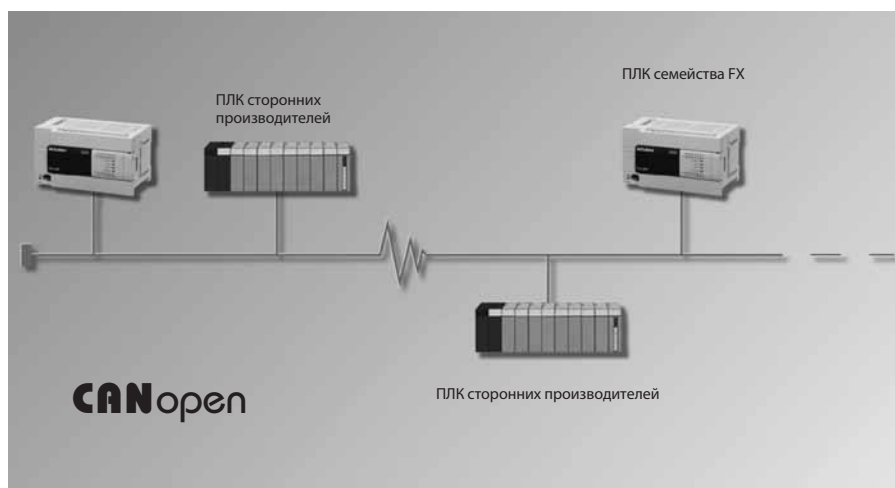 ПЛК семейства FX
ПЛК сторонних
производителей
ПЛК сторонних производителей
CANopen